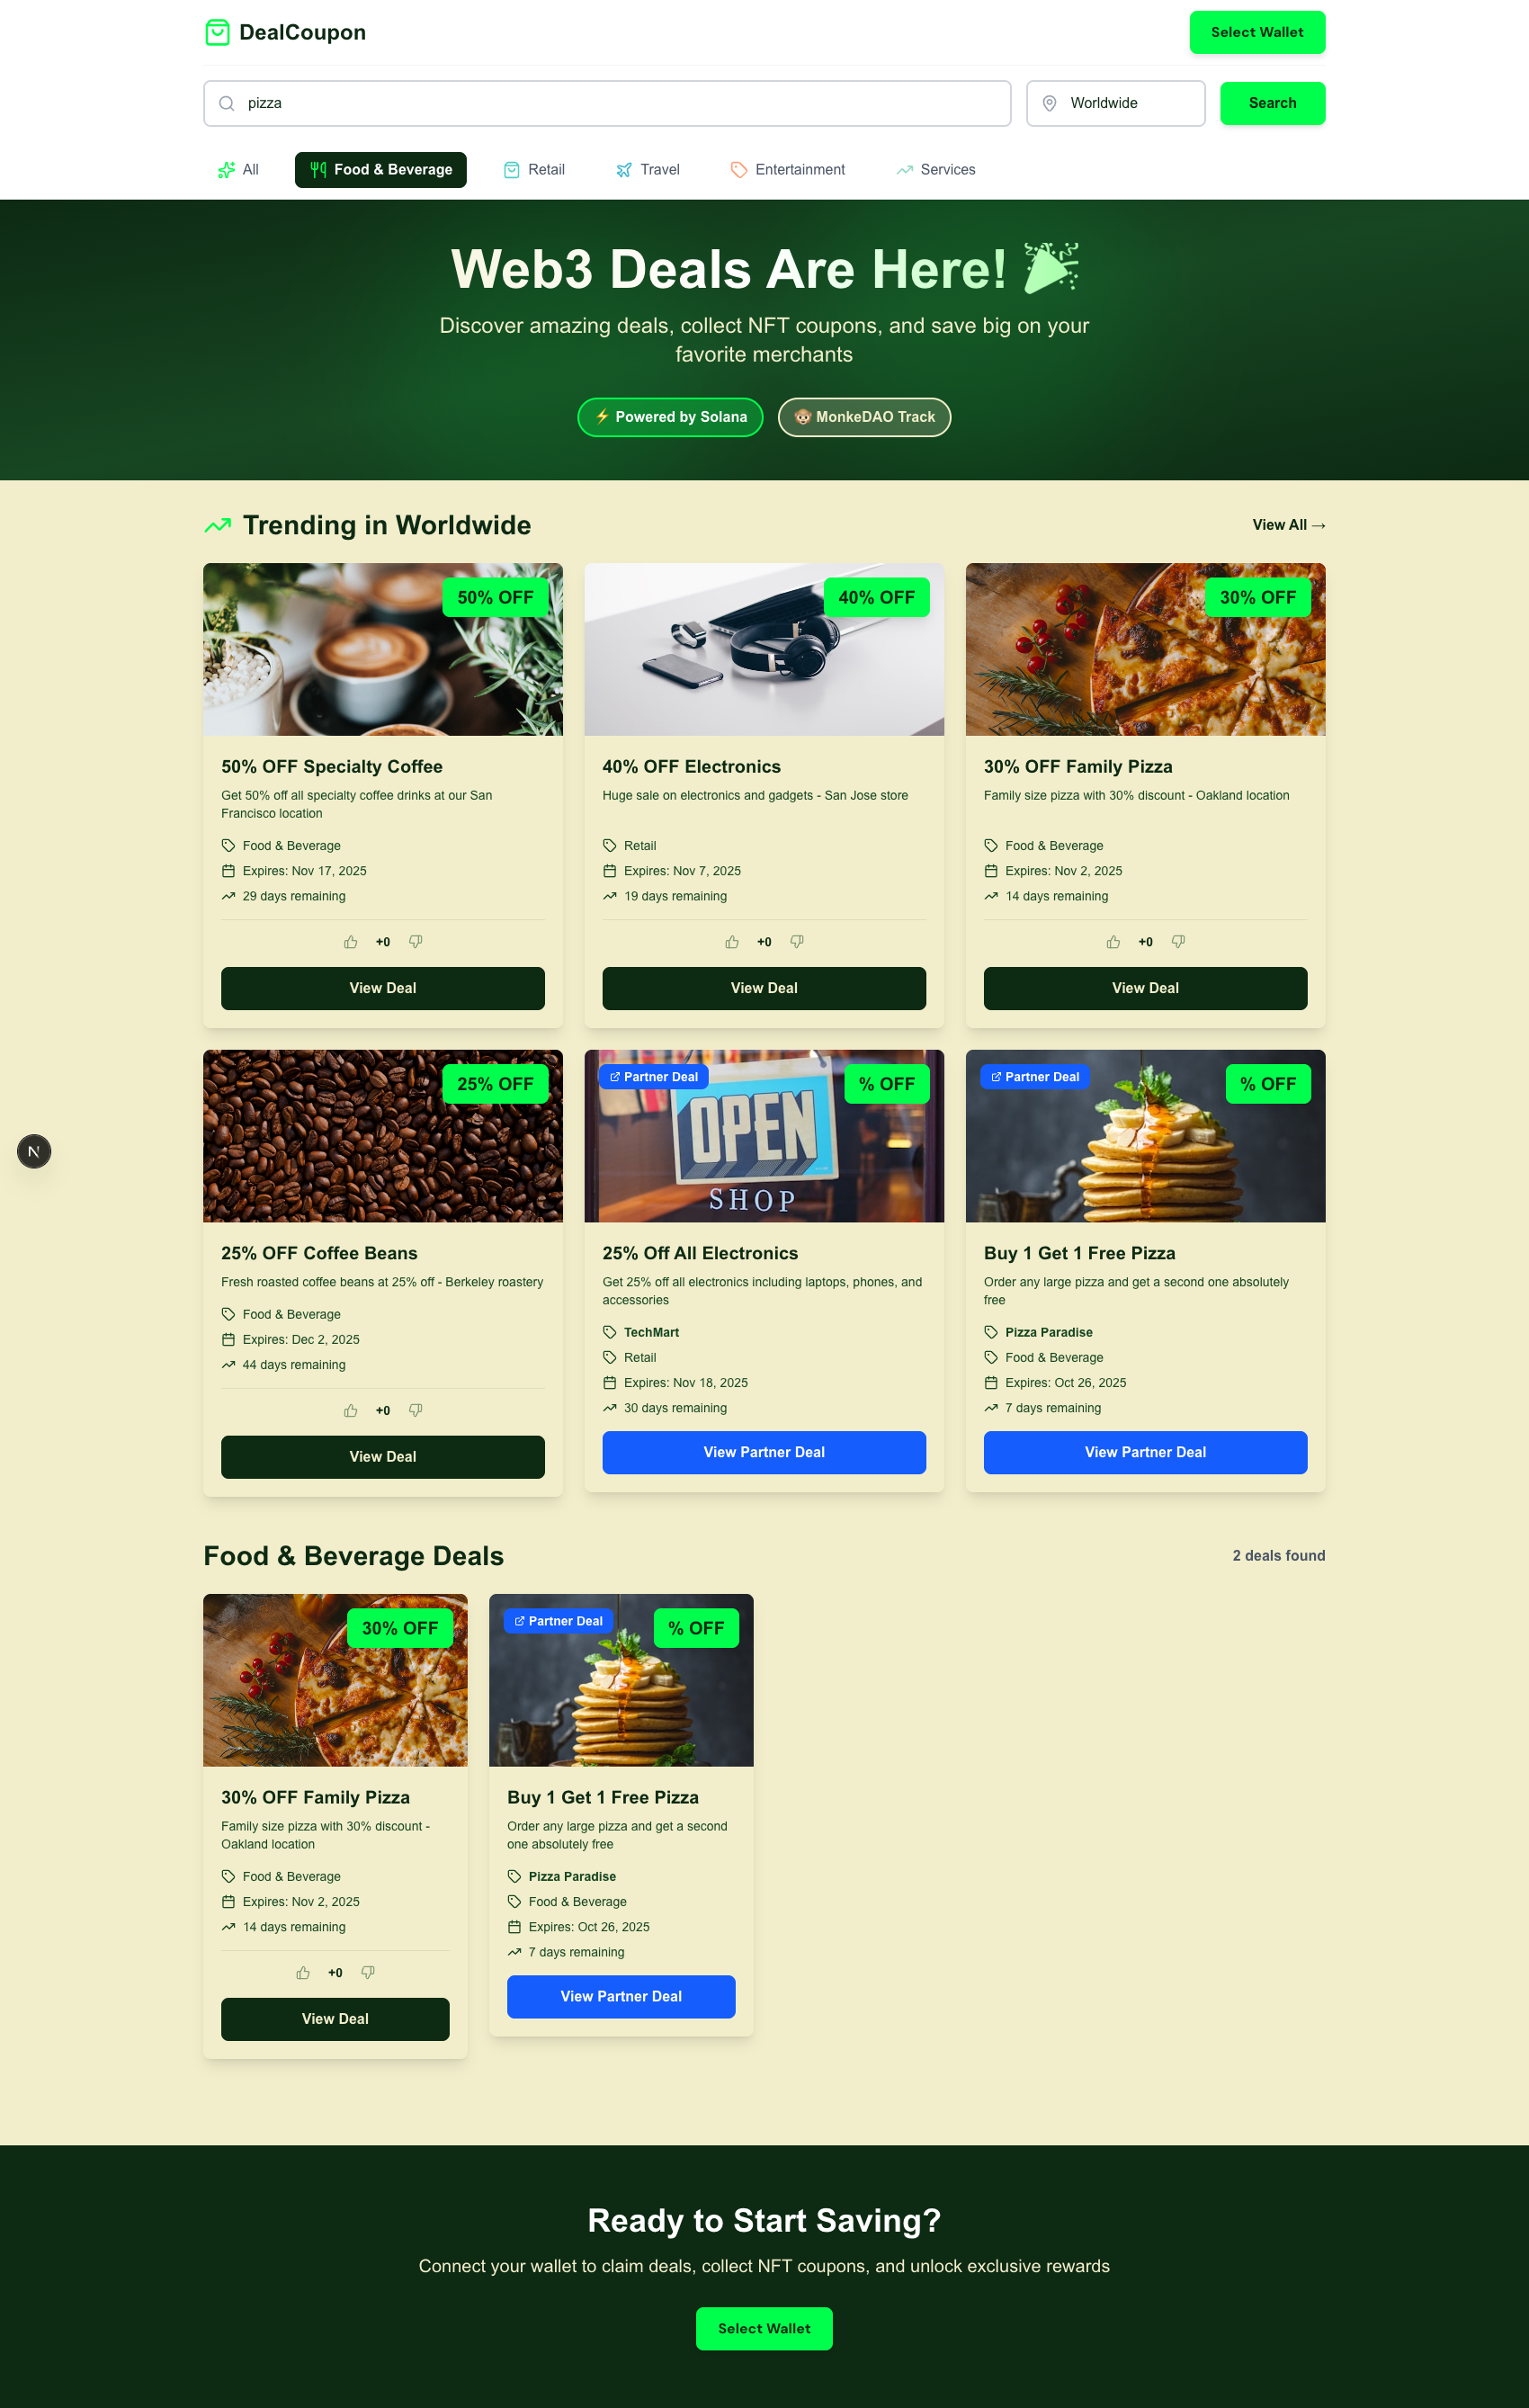 DealCoupon
Select Wallet
pizza
Worldwide
Search
All
Food & Beverage
Retail
Travel
Entertainment
Services
Web3 Deals Are Here! 🎉
Discover amazing deals, collect NFT coupons, and save big on your
favorite merchants
⚡ Powered by Solana
🐵 MonkeDAO Track
Trending in Worldwide
View All →
50% OFF
50% OFF Specialty Coffee
Get 50% off all specialty coffee drinks at our San
Francisco location
Food & Beverage
Expires: Nov 17, 2025
29 days remaining
+0
View Deal
40% OFF
40% OFF Electronics
Huge sale on electronics and gadgets - San Jose store
Retail
Expires: Nov 7, 2025
19 days remaining
+0
View Deal
30% OFF
30% OFF Family Pizza
Family size pizza with 30% discount - Oakland location
Food & Beverage
Expires: Nov 2, 2025
14 days remaining
+0
View Deal
25% OFF
25% OFF Coffee Beans
Fresh roasted coffee beans at 25% off - Berkeley roastery
Food & Beverage
Expires: Dec 2, 2025
44 days remaining
+0
View Deal
Partner Deal
% OFF
OPEN
SHOP
25% Off All Electronics
Get 25% off all electronics including laptops, phones, and
accessories
TechMart
Retail
Expires: Nov 18, 2025
30 days remaining
View Partner Deal
Partner Deal
% OFF
Buy 1 Get 1 Free Pizza
Order any large pizza and get a second one absolutely
free
Pizza Paradise
Food & Beverage
Expires: Oct 26, 2025
7 days remaining
View Partner Deal
N
Food & Beverage Deals
2 deals found
30% OFF
30% OFF Family Pizza
Family size pizza with 30% discount -
Oakland location
Food & Beverage
Expires: Nov 2, 2025
14 days remaining
+0
View Deal
Partner Deal
% OFF
Buy 1 Get 1 Free Pizza
Order any large pizza and get a second
one absolutely free
Pizza Paradise
Food & Beverage
Expires: Oct 26, 2025
7 days remaining
View Partner Deal
Ready to Start Saving?
Connect your wallet to claim deals, collect NFT coupons, and unlock exclusive rewards
Select Wallet